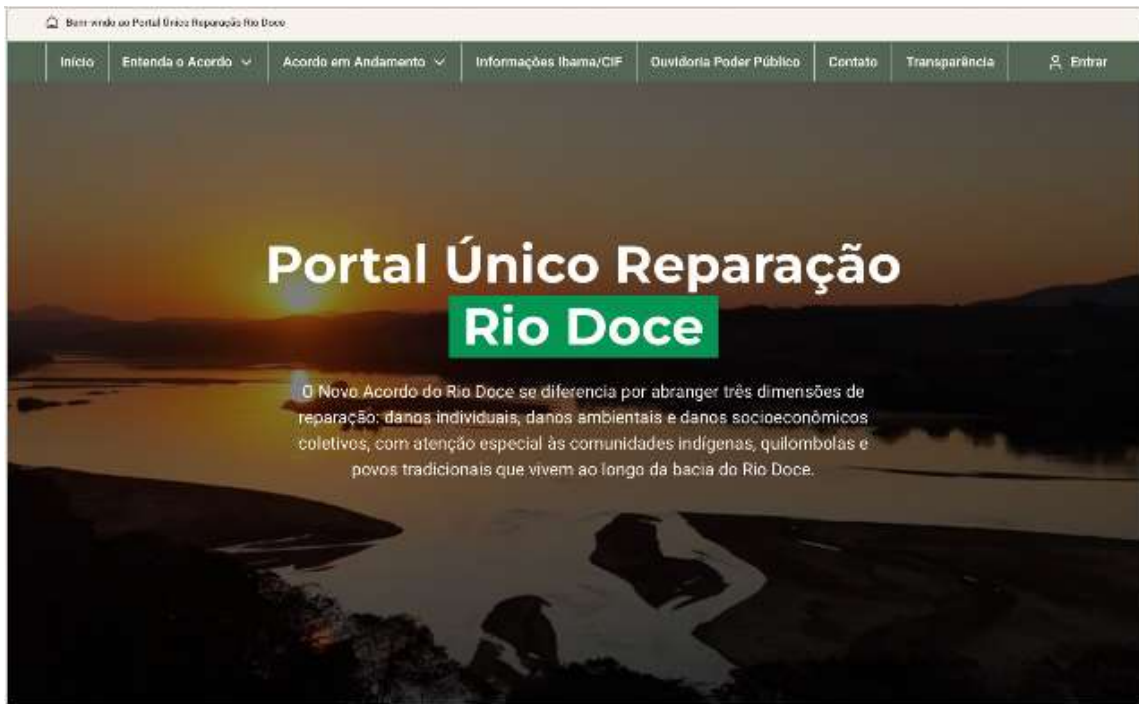 Bem-vindo ao Portal Único Reparação Rio Doce
Início
Entenda o Acordo
Acordo em Andamento
Informações Ibama/CIF
Ouvidoria Poder Público
Contato
Transparência
Entrar
Portal Único Reparação
Rio Doce
O Novo Acordo do Rio Doce se diferencia por abranger três dimensões de
reparação: danos individuais, danos ambientais e danos socioeconômicos
coletivos, com atenção especial às comunidades indígenas, quilombolas e
povos tradicionais que vivem ao longo da bacia do Rio Doce.